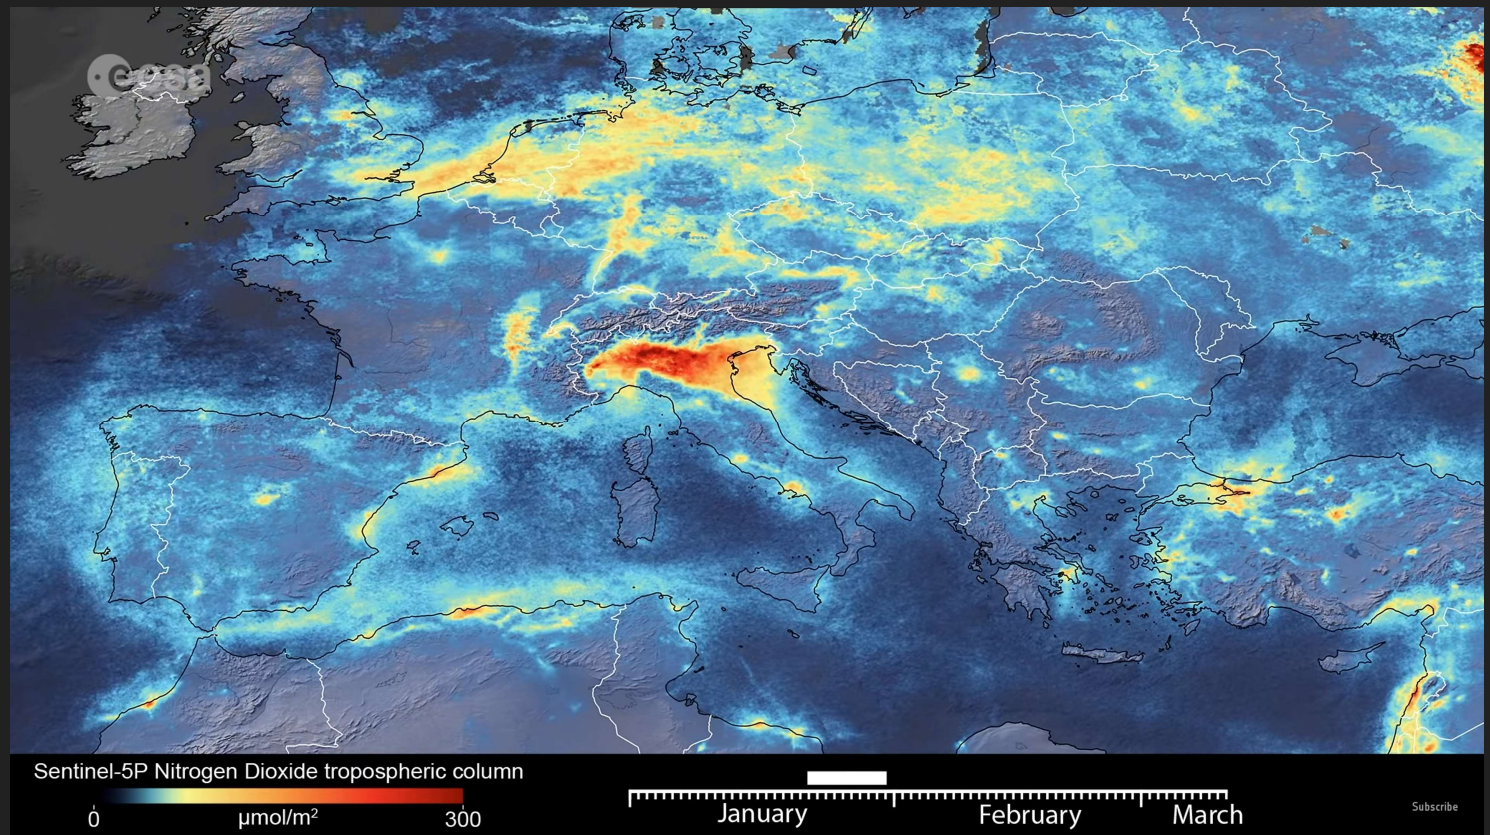 esa
Sentinel-5P Nitrogen Dioxide tropospheric column
0 μmol/m² 300
January February March
Subscribe